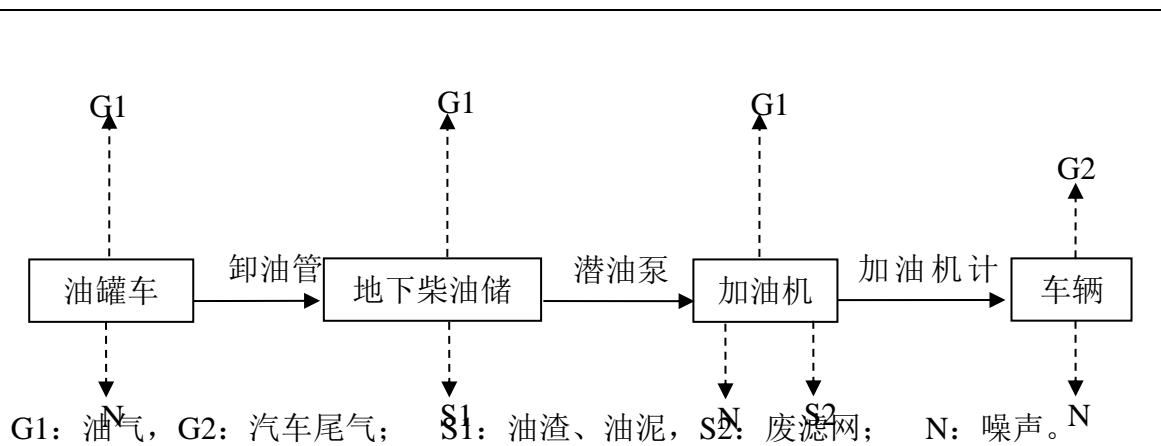 G1 G1 G1
G2
卸油管 潜油泵 加油机计
油罐车 地下柴油储 加油机 车辆
N S1 N S2 N
G1：油气，G2：汽车尾气； S1：油渣、油泥，S2：废滤网； N：噪声。